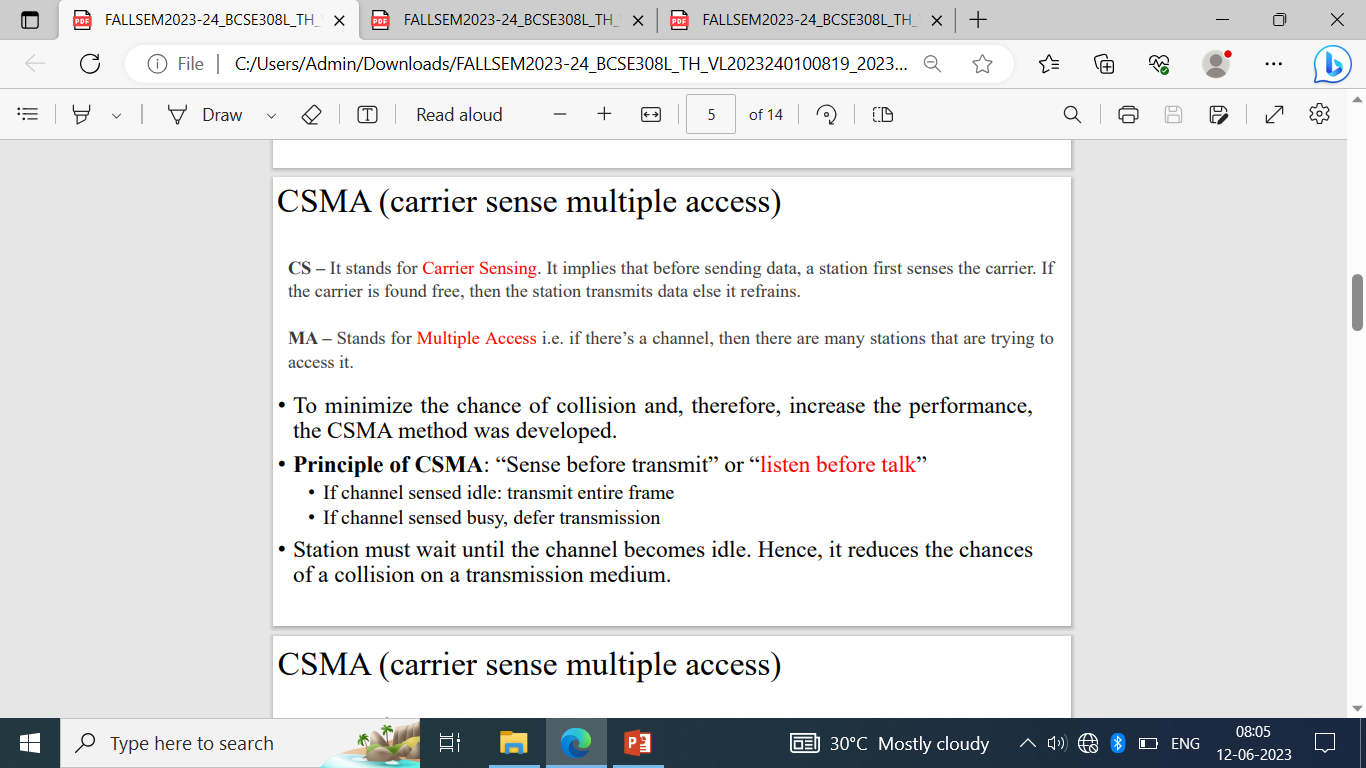 FALLSEM2023-24_BCSE308L_TH_
FALLSEM2023-24_BCSE308L_TH_
FALLSEM2023-24_BCSE308L_TH_
File
C:/Users/Admin/Downloads/FALLSEM2023-24_BCSE308L_TH_VL2023240100819_2023...
Draw
Read aloud
5
of 14
CSMA (carrier sense multiple access)
CS – It stands for Carrier Sensing. It implies that before sending data, a station first senses the carrier. If
the carrier is found free, then the station transmits data else it refrains.
MA – Stands for Multiple Access i.e. if there’s a channel, then there are many stations that are trying to
access it.
• To minimize the chance of collision and, therefore, increase the performance,
the CSMA method was developed.
• Principle of CSMA: “Sense before transmit” or “listen before talk”
• If channel sensed idle: transmit entire frame
• If channel sensed busy, defer transmission
• Station must wait until the channel becomes idle. Hence, it reduces the chances
of a collision on a transmission medium.
CSMA (carrier sense multiple access)
Type here to search
30°C Mostly cloudy
ENG
08:05
12-06-2023